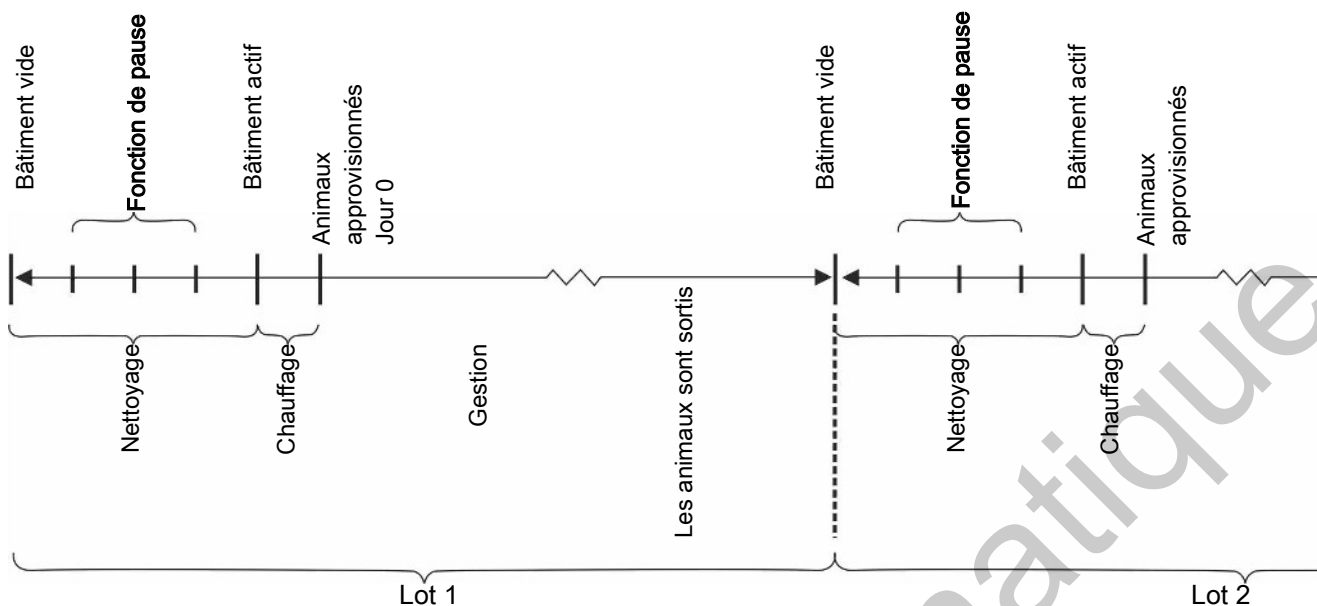 Bâtiment vide
Fonction de pause
Bâtiment actif
Animaux
approvisionnés
Jour 0
Bâtiment vide
Fonction de pause
Bâtiment actif
Animaux
approvisionnés
Nettoyage
Chauffage
Gestion
Les animaux sont sortis
Nettoyage
Chauffage
Lot 1
Lot 2
matique